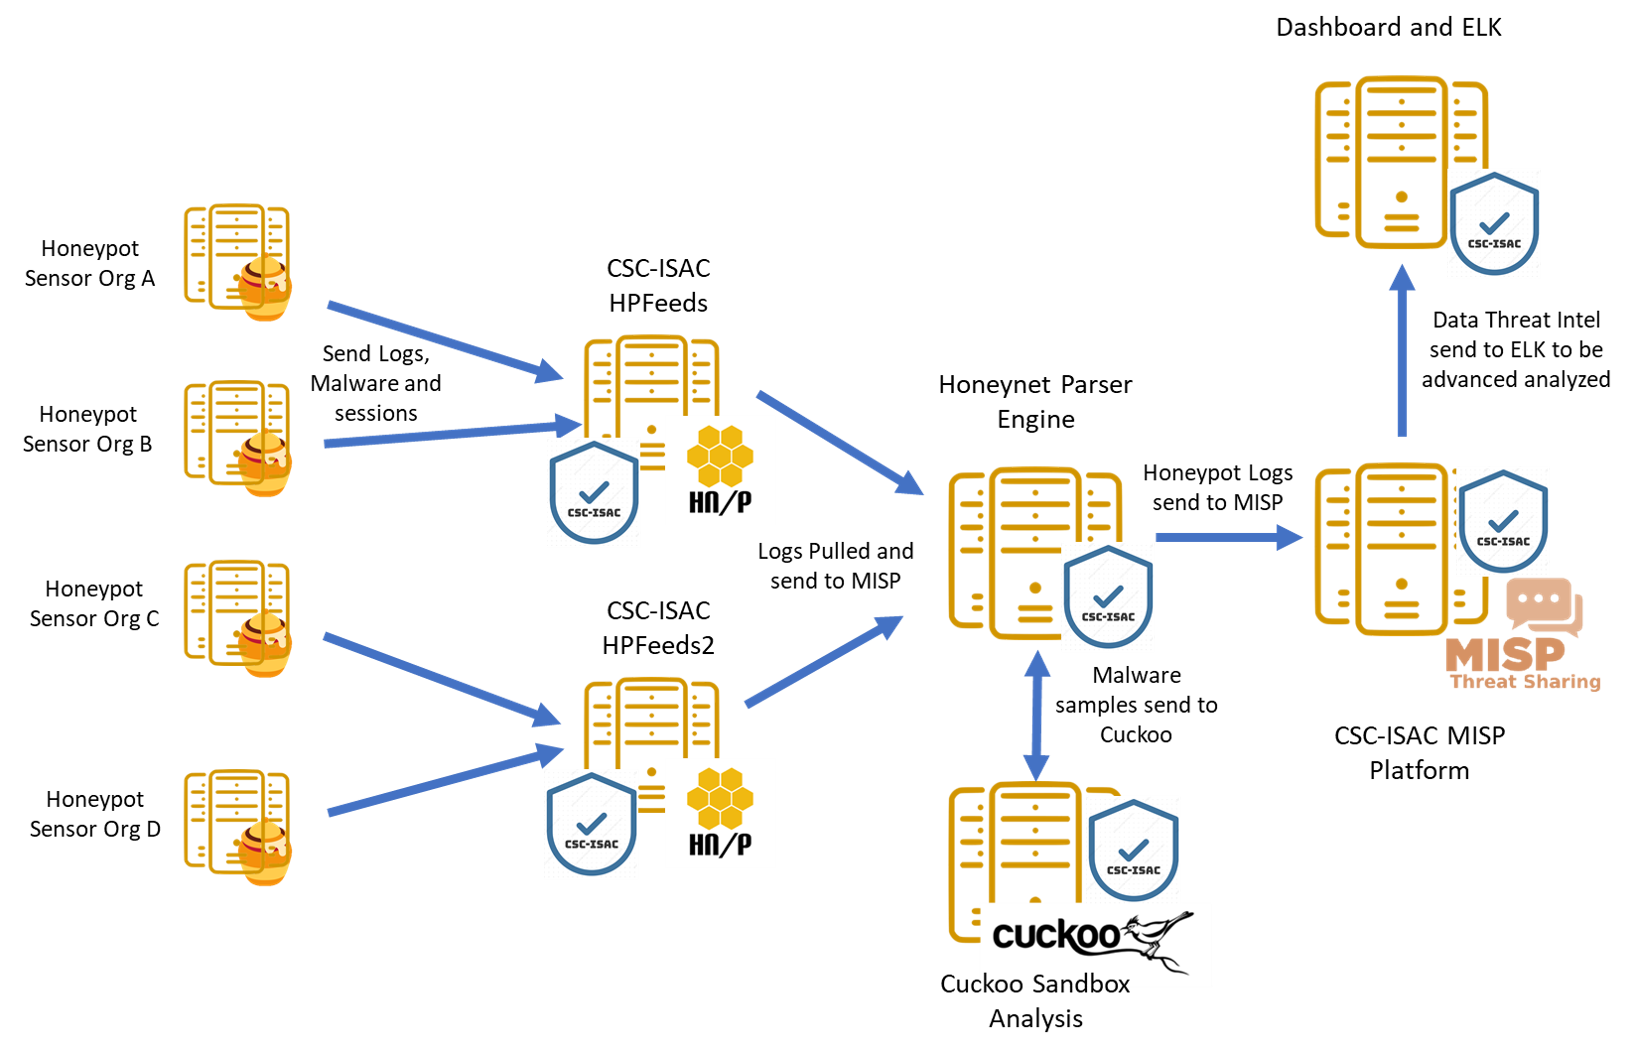 Dashboard and ELK
CSC-ISAC
Honeypot
Sensor Org A
CSC-ISAC
HPFeeds
Send Logs,
Malware and
sessions
Honeypot
Sensor Org B
CSC-ISAC
HN/P
Data Threat Intel
send to ELK to be
advanced analyzed
Honeynet Parser
Engine
Honeypot Logs
send to MISP
CSC-ISAC
Logs Pulled and
send to MISP
CSC-ISAC
Honeypot
Sensor Org C
CSC-ISAC
HPFeeds2
MISP
Threat Sharing
Malware
samples send to
Cuckoo
CSC-ISAC MISP
Platform
Honeypot
Sensor Org D
CSC-ISAC
HN/P
CSC-ISAC
cuckoo
Cuckoo Sandbox
Analysis